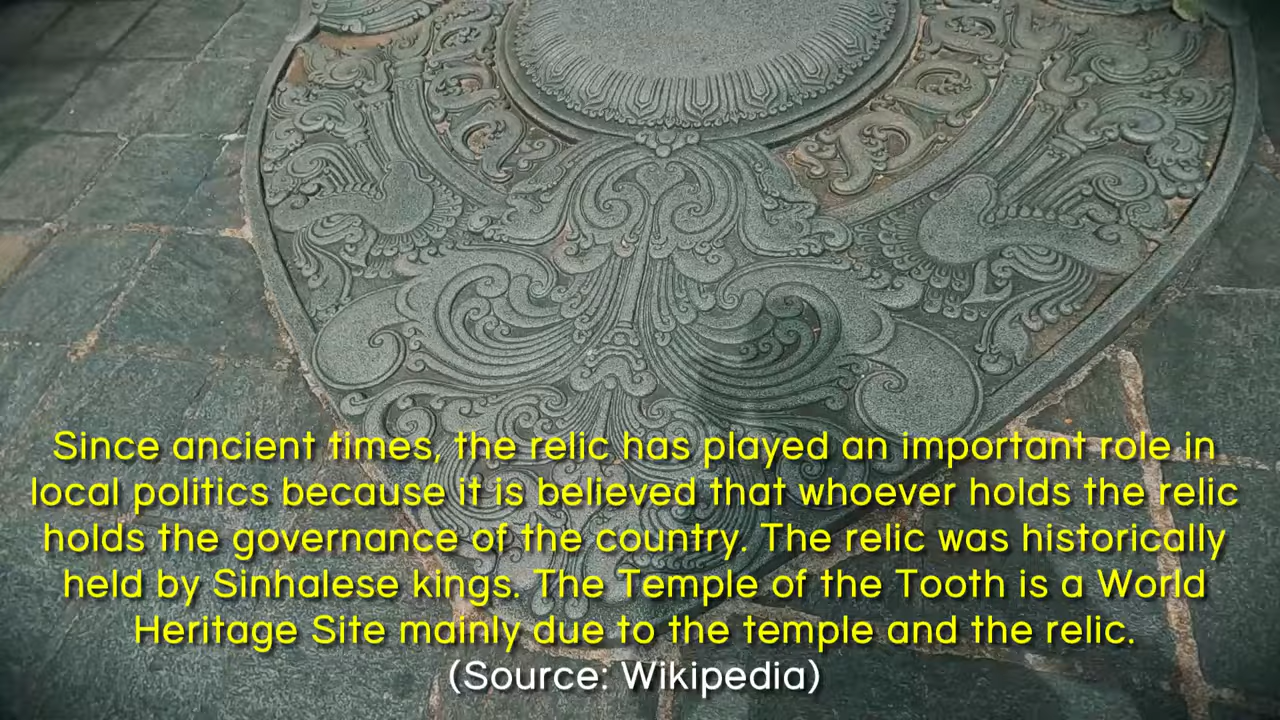 Since ancient times, the relic has played an important role in
local politics because it is believed that whoever holds the relic
holds the governance of the country. The relic was historically
held by Sinhalese kings. The Temple of the Tooth is a World
Heritage Site mainly due to the temple and the relic.
(Source: Wikipedia)